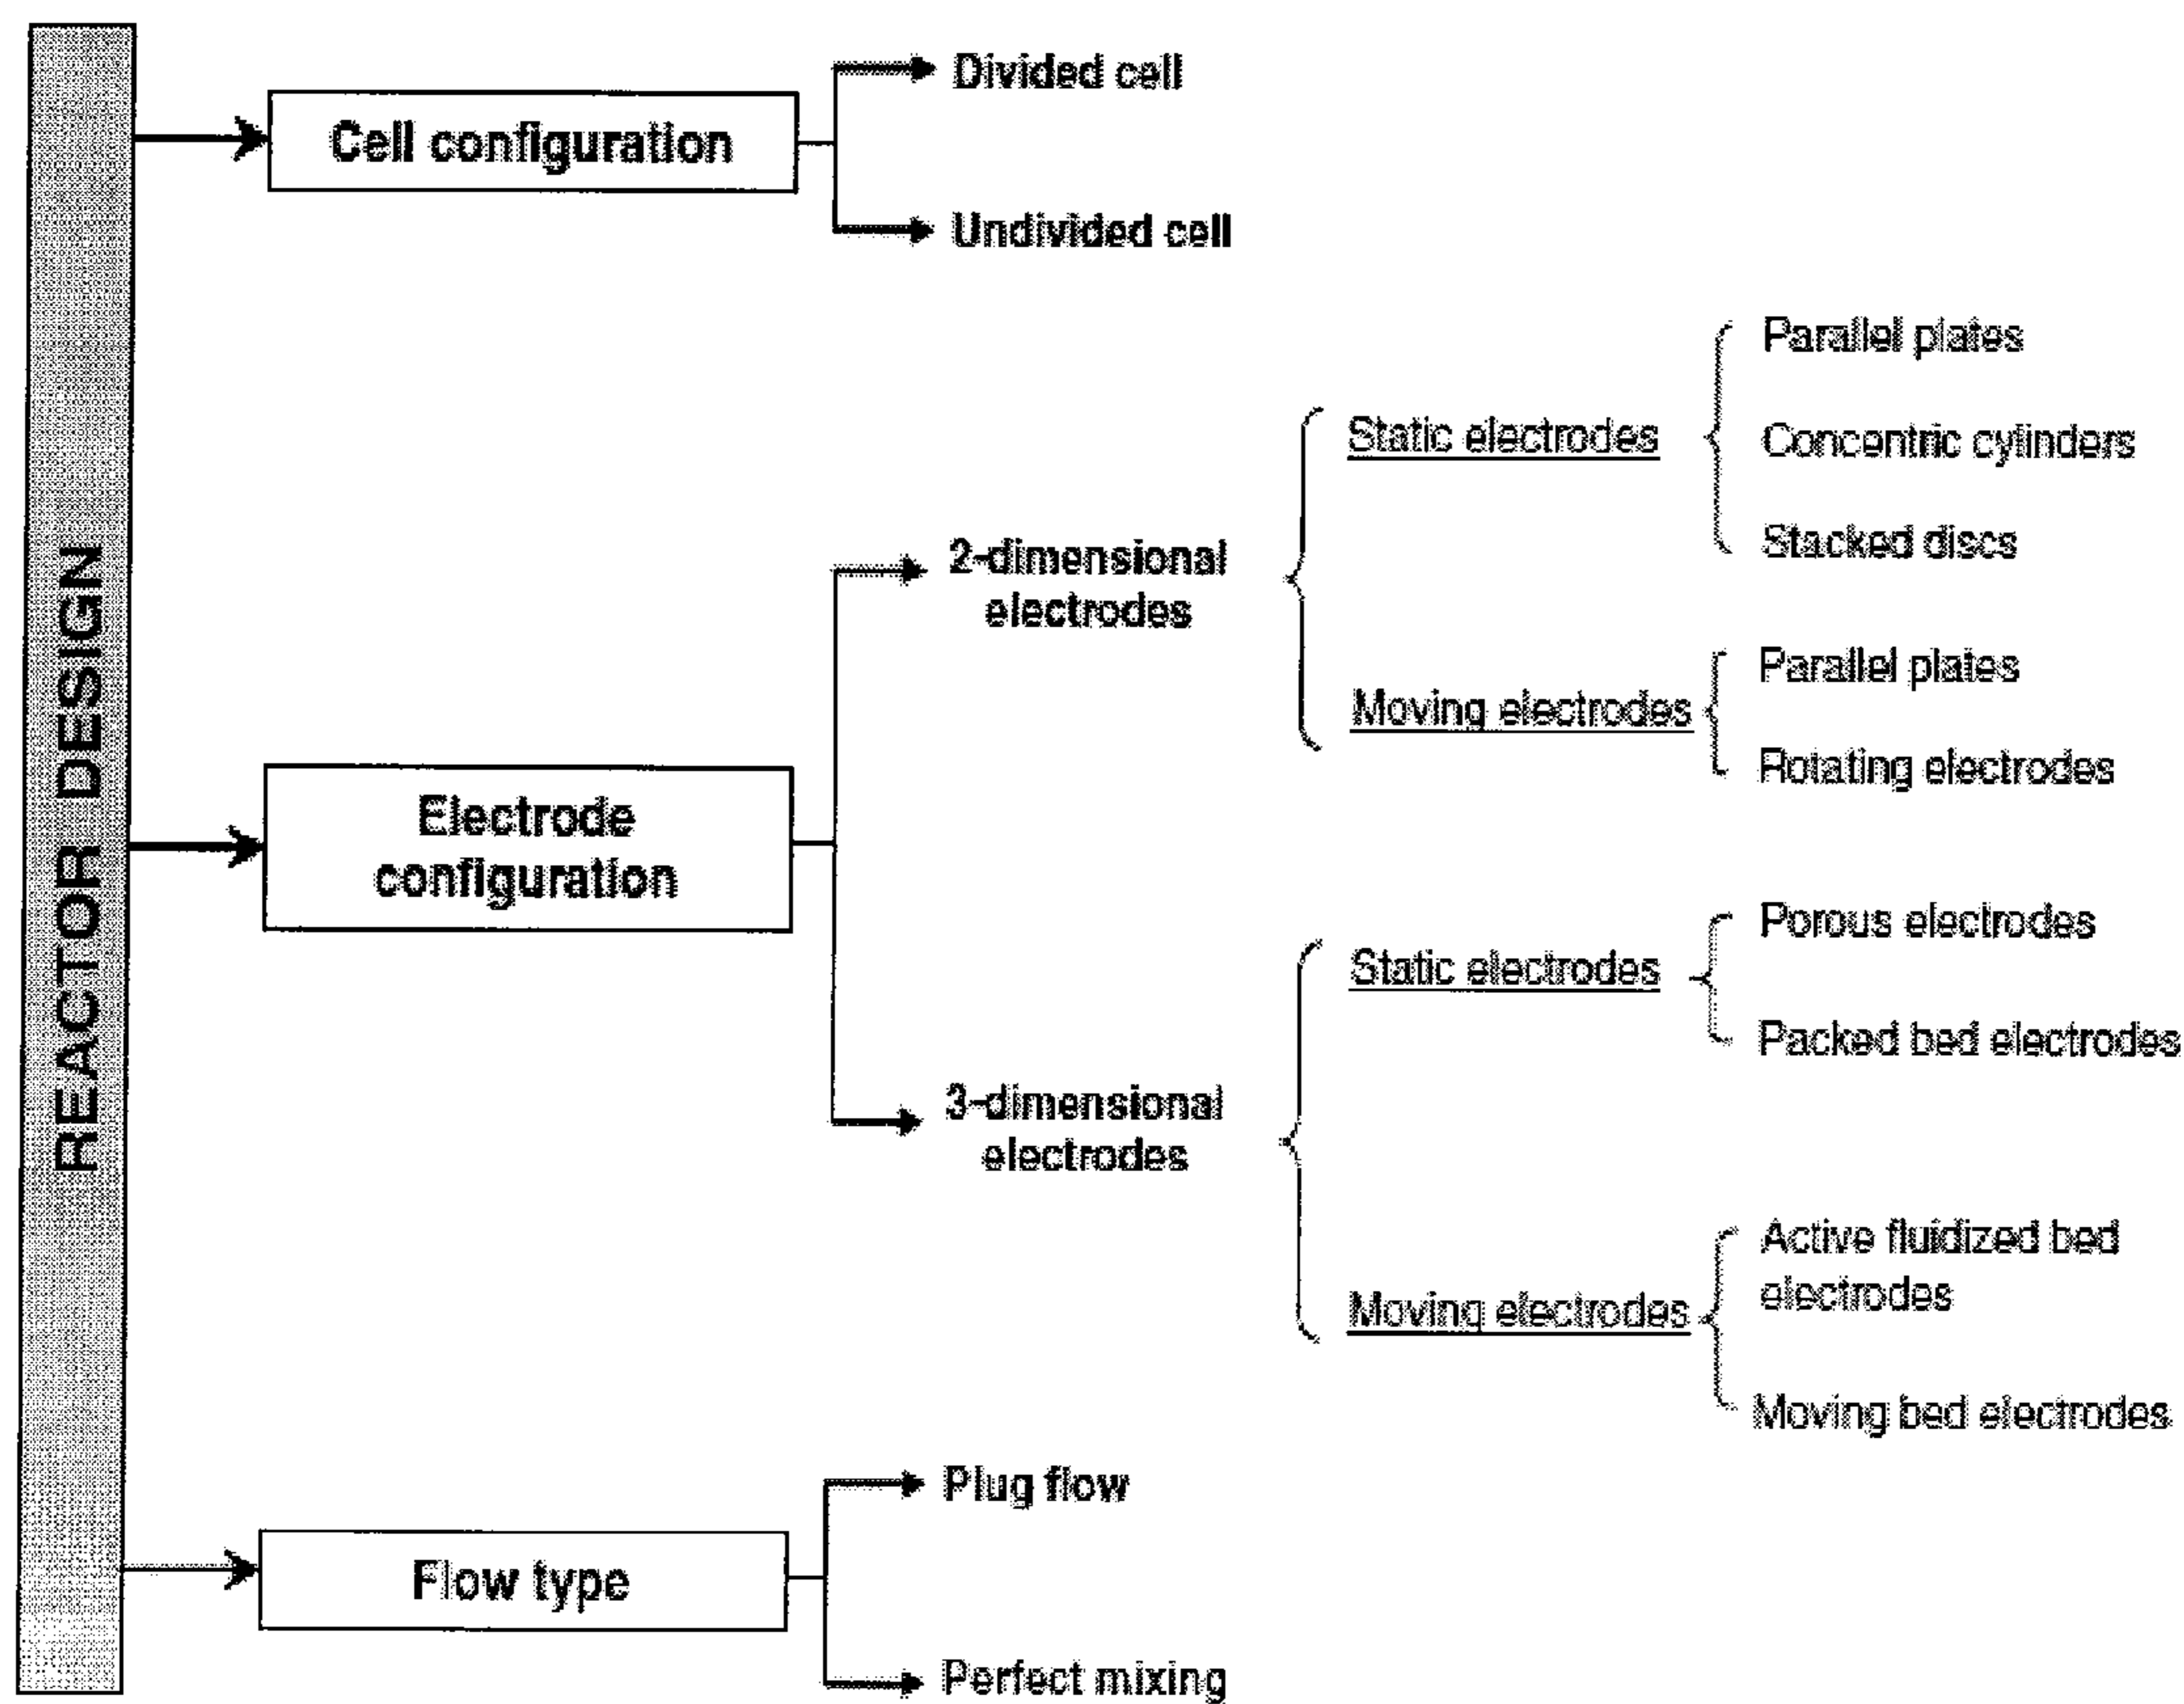 REACTOR DESIGN
Cell configuration
Divided cell
Undivided cell
Electrode
configuration
2-dimensional
electrodes
Static electrodes
Parallel plates
Concentric cylinders
Stacked discs
Moving electrodes
Parallel plates
Rotating electrodes
3-dimensional
electrodes
Static electrodes
Porous electrodes
Packed bed electrodes
Moving electrodes
Active fluidized bed
electrodes
Moving bed electrodes
Flow type
Plug flow
Perfect mixing